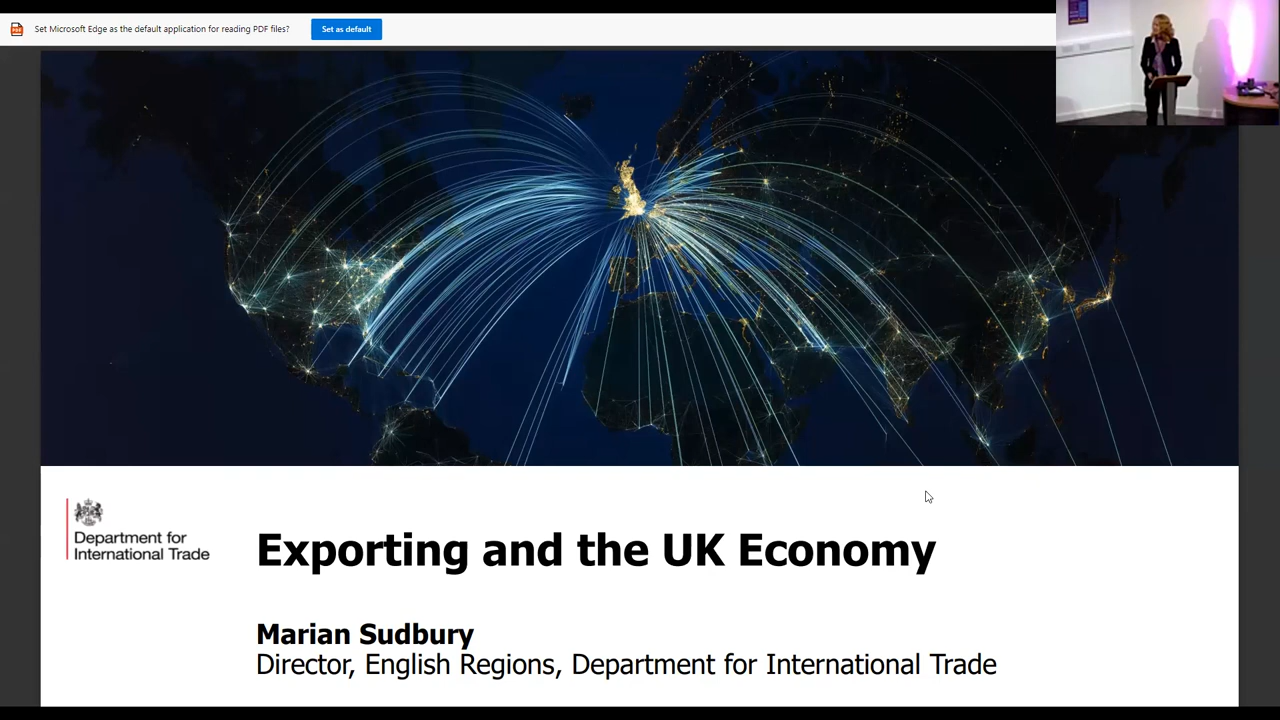 Set Microsoft Edge as the default application for reading PDF files?
Set as default
Department for
International Trade
Exporting and the UK Economy
Marian Sudbury
Director, English Regions, Department for International Trade